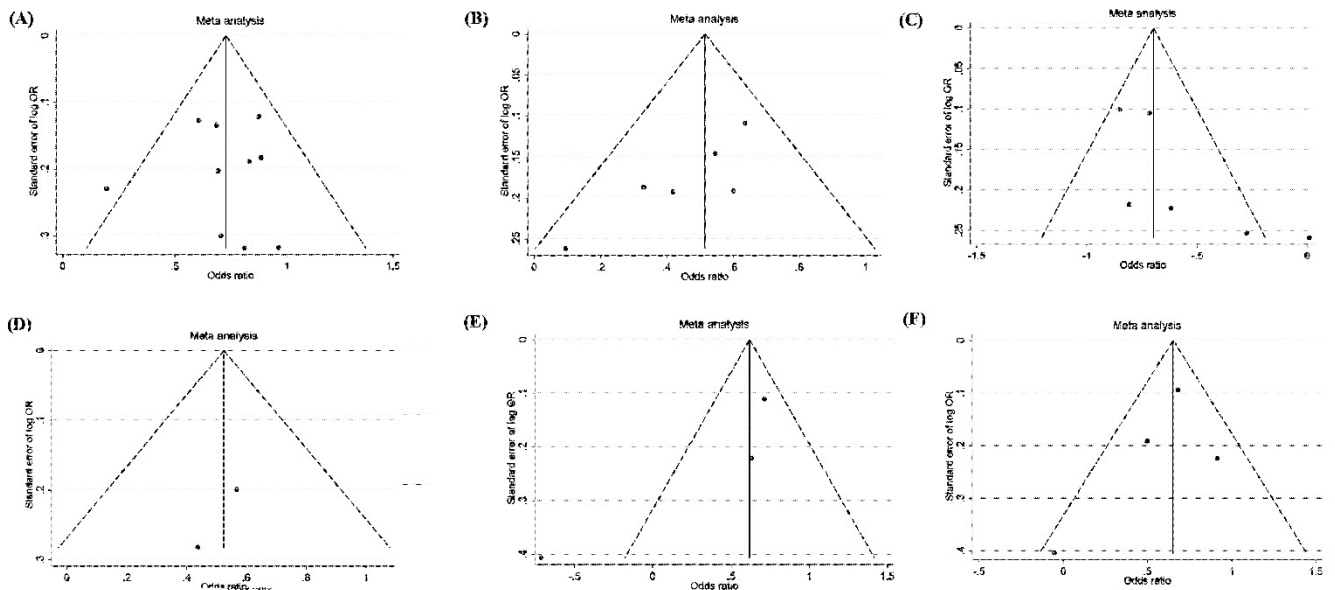 (A)
Meta analysis
Standard error of log OR
0
.1
.2
.3
0
.5
1
1.5
Odds ratio
(B)
Meta analysis
Standard error of log OR
0
.05
.1
.15
.2
.25
0
.2
.4
.6
.8
1
Odds ratio
(C)
Meta analysis
Standard error of log OR
0
.05
.1
.15
.2
.25
-1.5
-1
-.5
0
Odds ratio
(D)
Meta analysis
Standard error of log OR
0
.1
.2
.3
0
.2
.4
.6
.8
1
Odds ratio
(E)
Meta analysis
Standard error of log OR
0
.1
.2
.3
.4
-.5
0
.5
1
1.5
Odds ratio
(F)
Meta analysis
Standard error of log OR
0
.1
.2
.3
.4
-.5
0
.5
1
1.5
Odds ratio